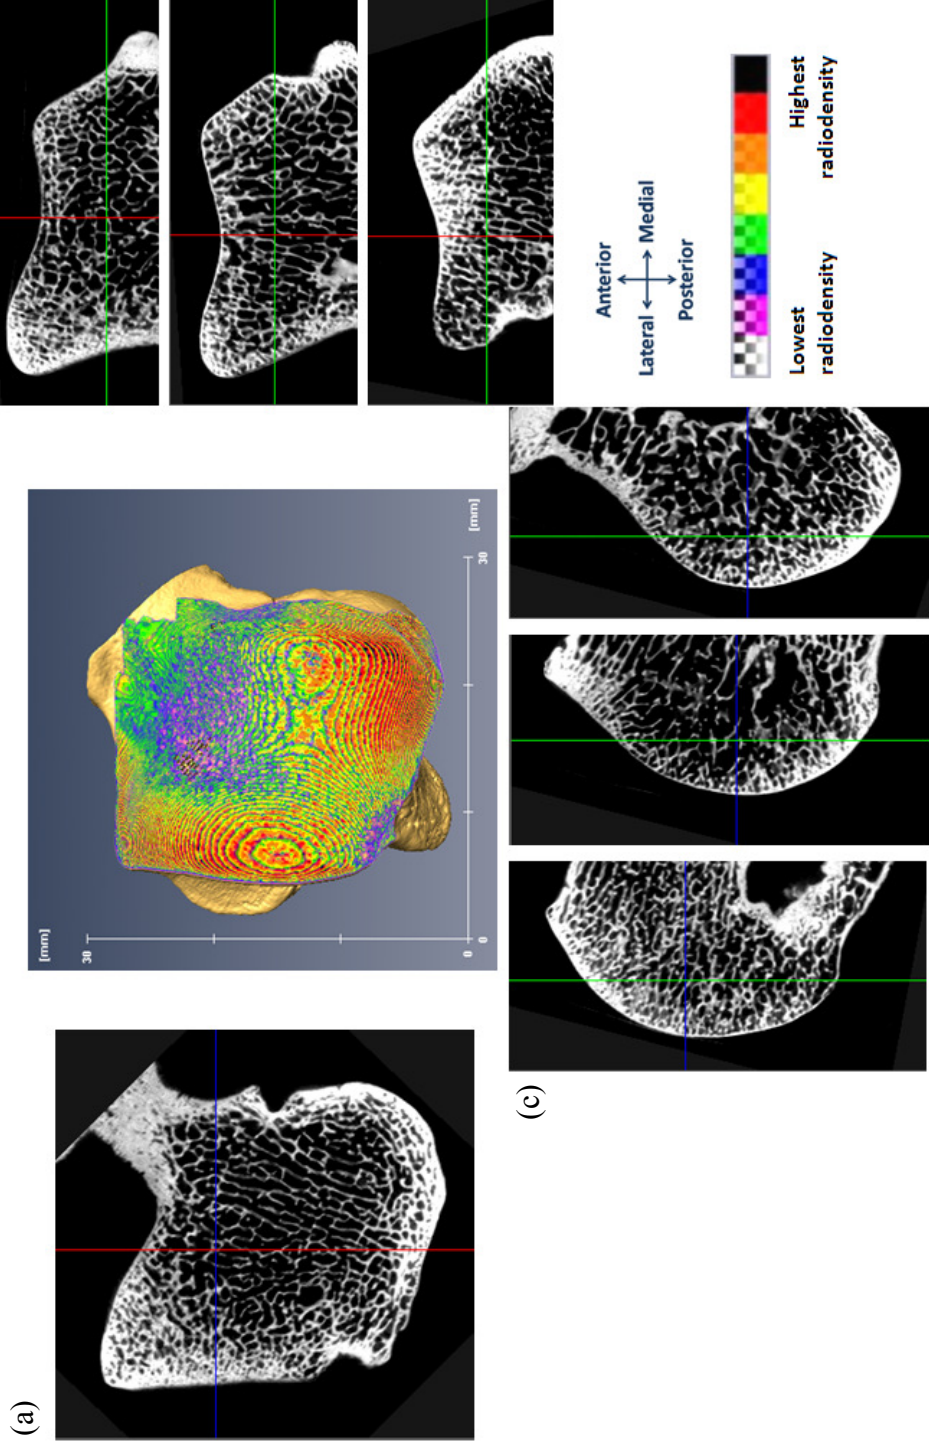 (a)
[mm]
30
0
0
30
[mm]
Anterior
Lateral
Medial
Posterior
Lowest
radiodensity
Highest
radiodensity
(c)